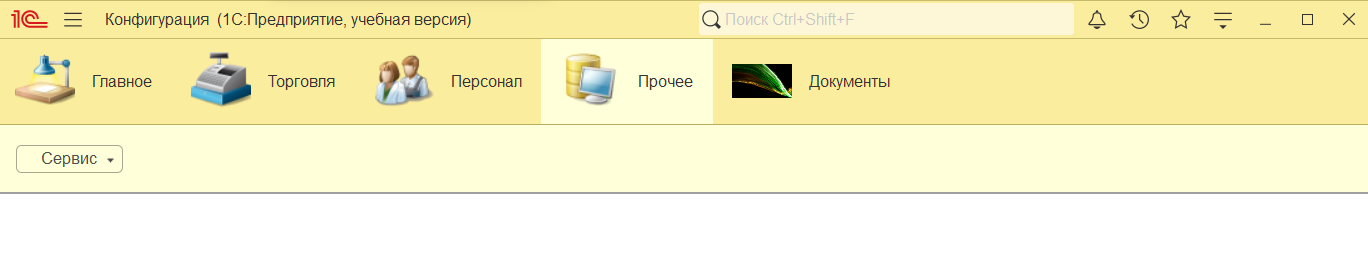 1С Конфигурация (1С:Предприятие, учебная версия) Поиск Ctrl+Shift+F
Главное Торговля Персонал Прочее Документы
Сервис